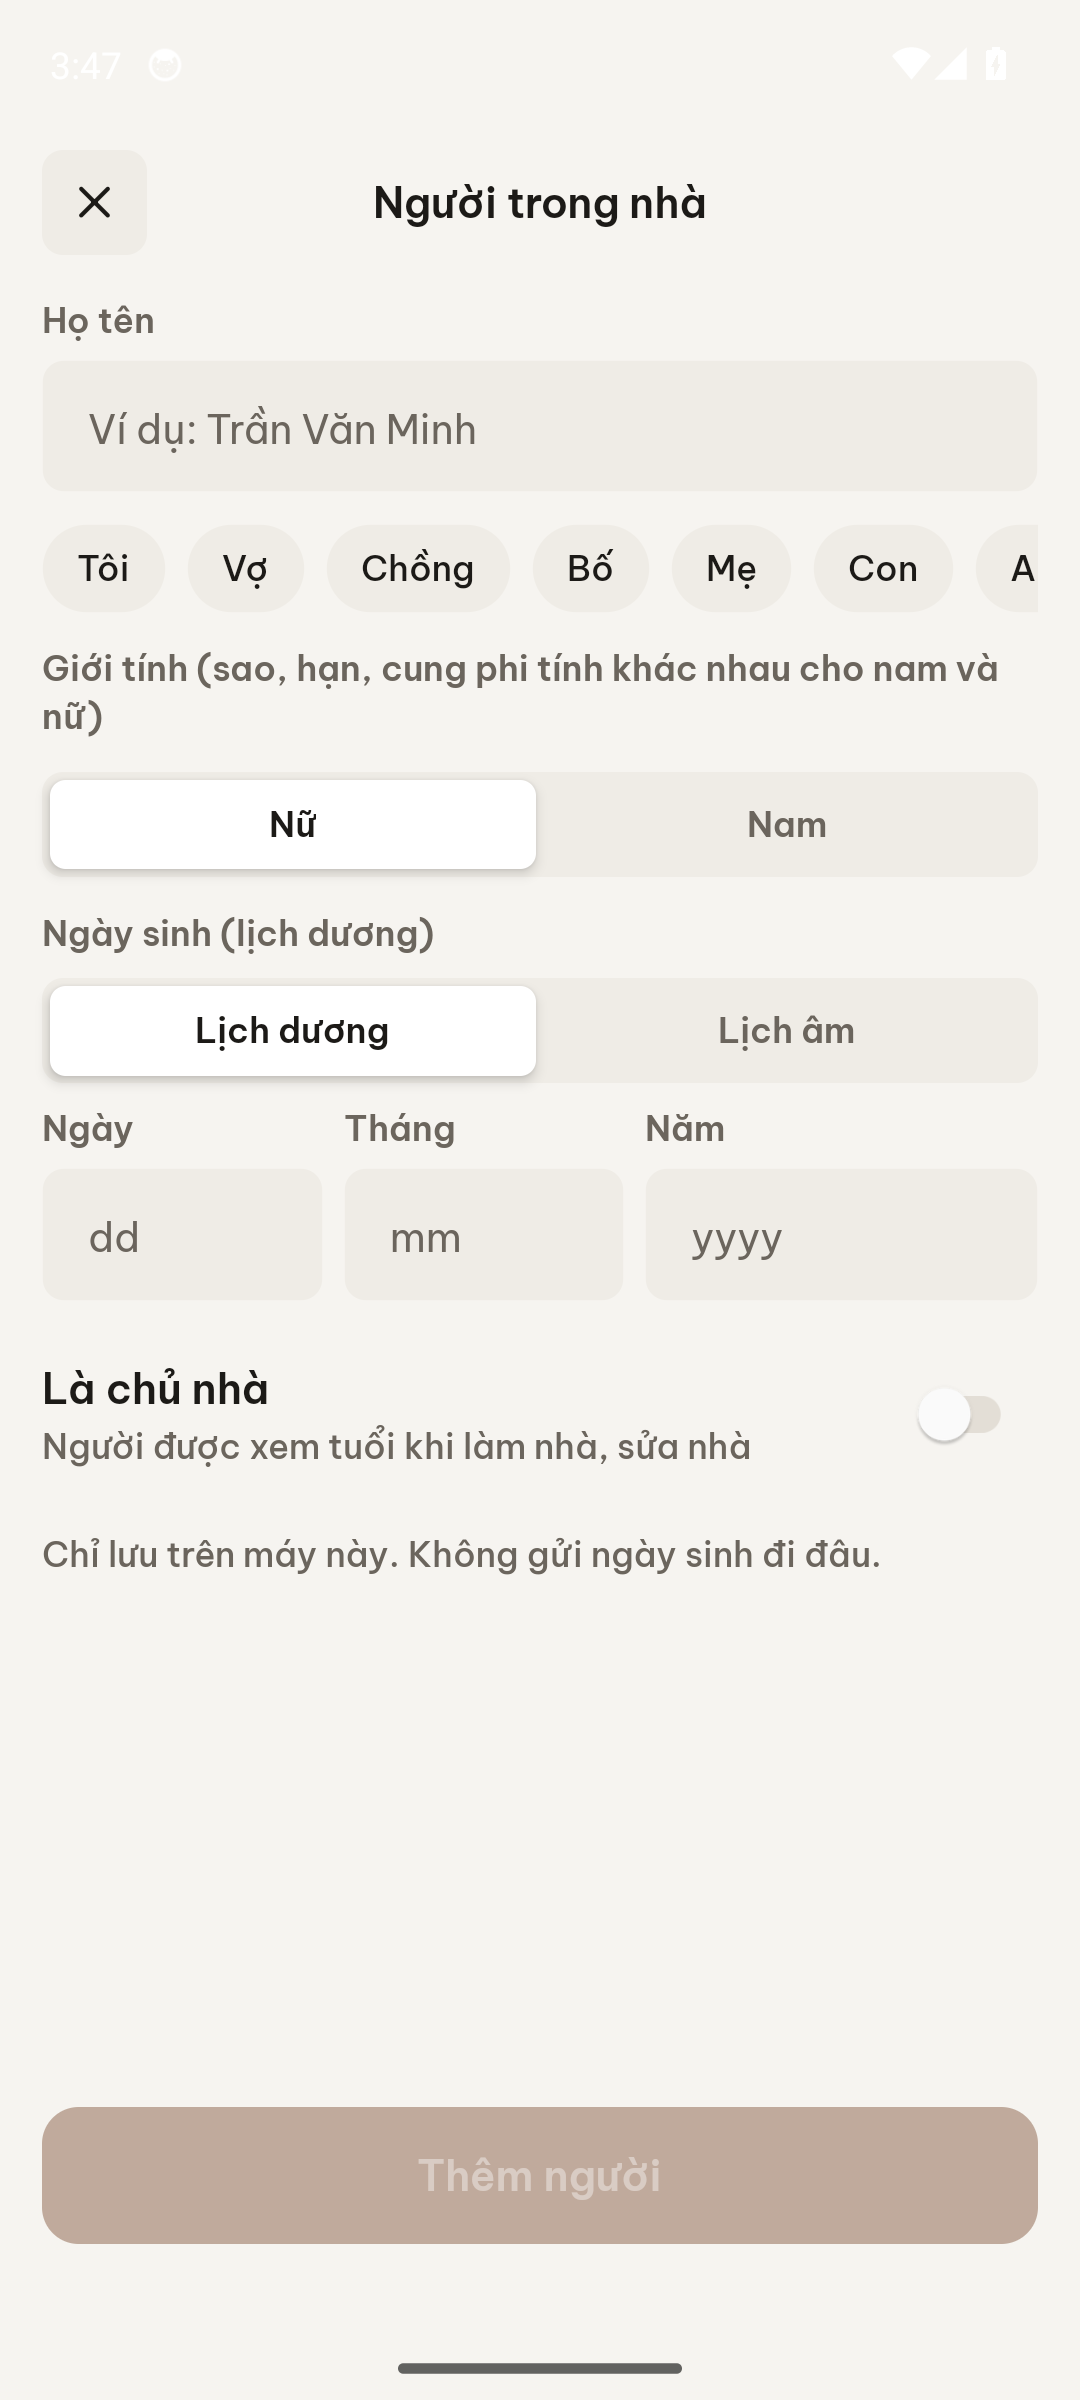 3:47
Người trong nhà
Họ tên
Ví dụ: Trần Văn Minh
Tôi Vợ Chồng Bố Mẹ Con A
Giới tính (sao, hạn, cung phi tính khác nhau cho nam và
nữ)
Nữ Nam
Ngày sinh (lịch dương)
Lịch dương Lịch âm
Ngày Tháng Năm
dd mm yyyy
Là chủ nhà
Người được xem tuổi khi làm nhà, sửa nhà
Chỉ lưu trên máy này. Không gửi ngày sinh đi đâu.
Thêm người